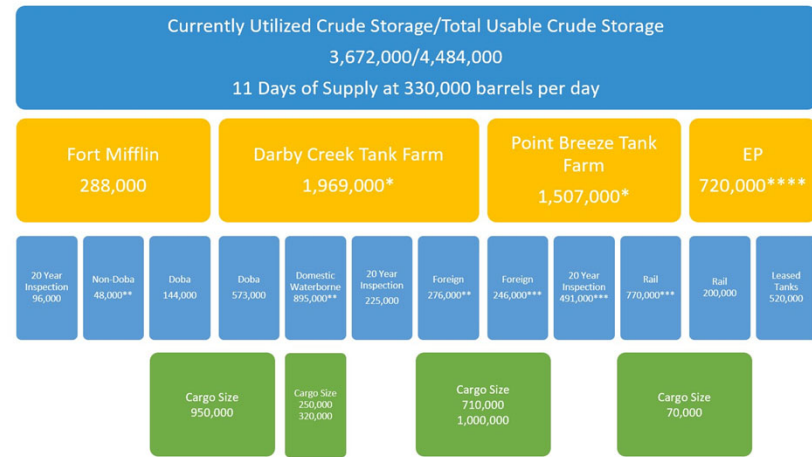 Currently Utilized Crude Storage/Total Usable Crude Storage
3,672,000/4,484,000
11 Days of Supply at 330,000 barrels per day
Fort Mifflin
288,000
Darby Creek Tank Farm
1,969,000*
Point Breeze Tank
Farm
1,507,000*
EP
720,000****
20 Year
Inspection
96,000
Non-Doba
48,000**
Doba
144,000
Doba
573,000
Domestic
Waterborne
895,000**
20 Year
Inspection
225,000
Foreign
276,000**
Foreign
246,000***
20 Year
Inspection
491,000***
Rail
770,000***
Rail
200,000
Leased
Tanks
520,000
Cargo Size
950,000
Cargo Size
250,000
320,000
Cargo Size
710,000
1,000,000
Cargo Size
70,000